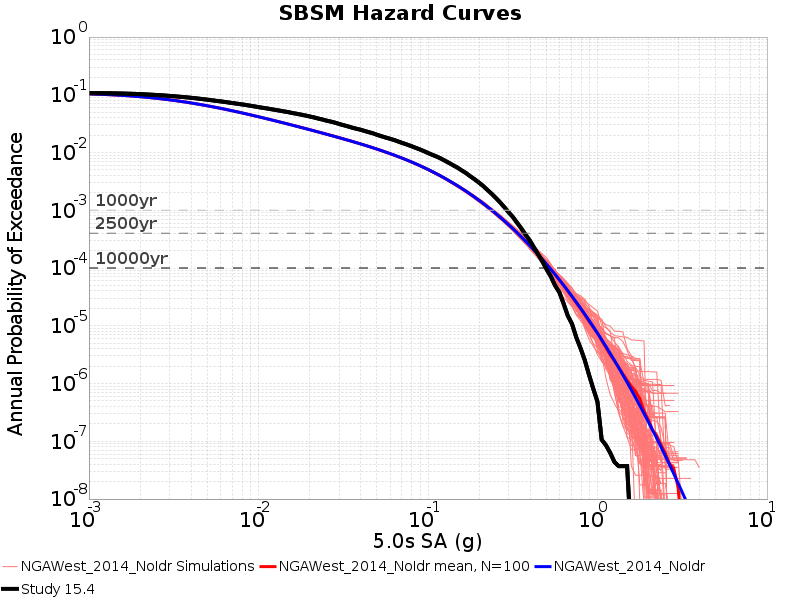 SBSM Hazard Curves
Annual Probability of Exceedance
10^0
10^-1
10^-2
10^-3
10^-4
10^-5
10^-6
10^-7
10^-8
1000yr
2500yr
10000yr
10^-3 10^-2 10^-1 10^0 10^1
5.0s SA (g)
NGAWest_2014_NoIdr Simulations NGAWest_2014_NoIdr mean, N=100 NGAWest_2014_NoIdr
Study 15.4